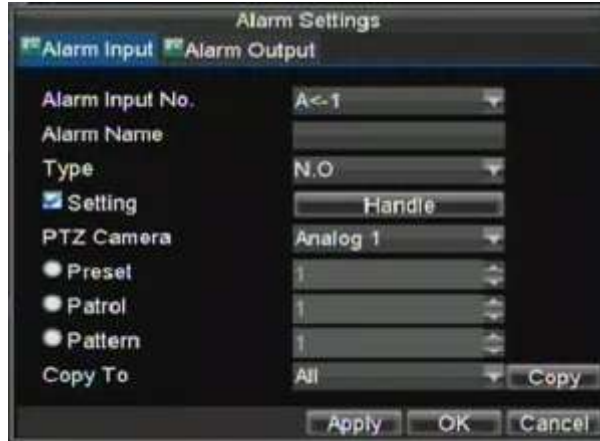 Alarm Settings
Alarm Input Alarm Output
Alarm Input No. A<-1
Alarm Name
Type N.O
Setting Handle
PTZ Camera Analog 1
Preset 1
Patrol 1
Pattern 1
Copy To All Copy
Apply OK Cancel